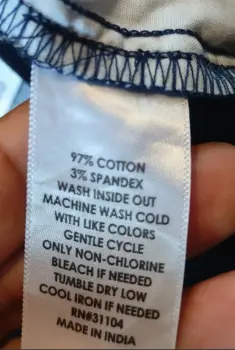 97% COTTON
3% SPANDEX
WASH INSIDE OUT
MACHINE WASH COLD
WITH LIKE COLORS
GENTLE CYCLE
ONLY NON-CHLORINE
BLEACH IF NEEDED
TUMBLE DRY LOW
COOL IRON IF NEEDED
RN#31104
MADE IN INDIA